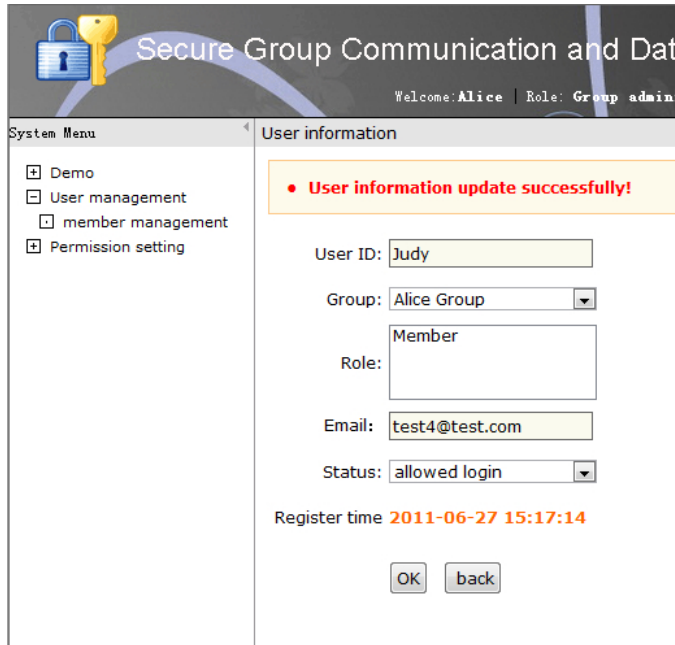 Secure Group Communication and Dat
Welcome:Alice | Role: Group admin
System Menu
Demo
User management
member management
Permission setting
User information
• User information update successfully!
User ID: Judy
Group: Alice Group
Role: Member
Email: test4@test.com
Status: allowed login
Register time 2011-06-27 15:17:14
OK back